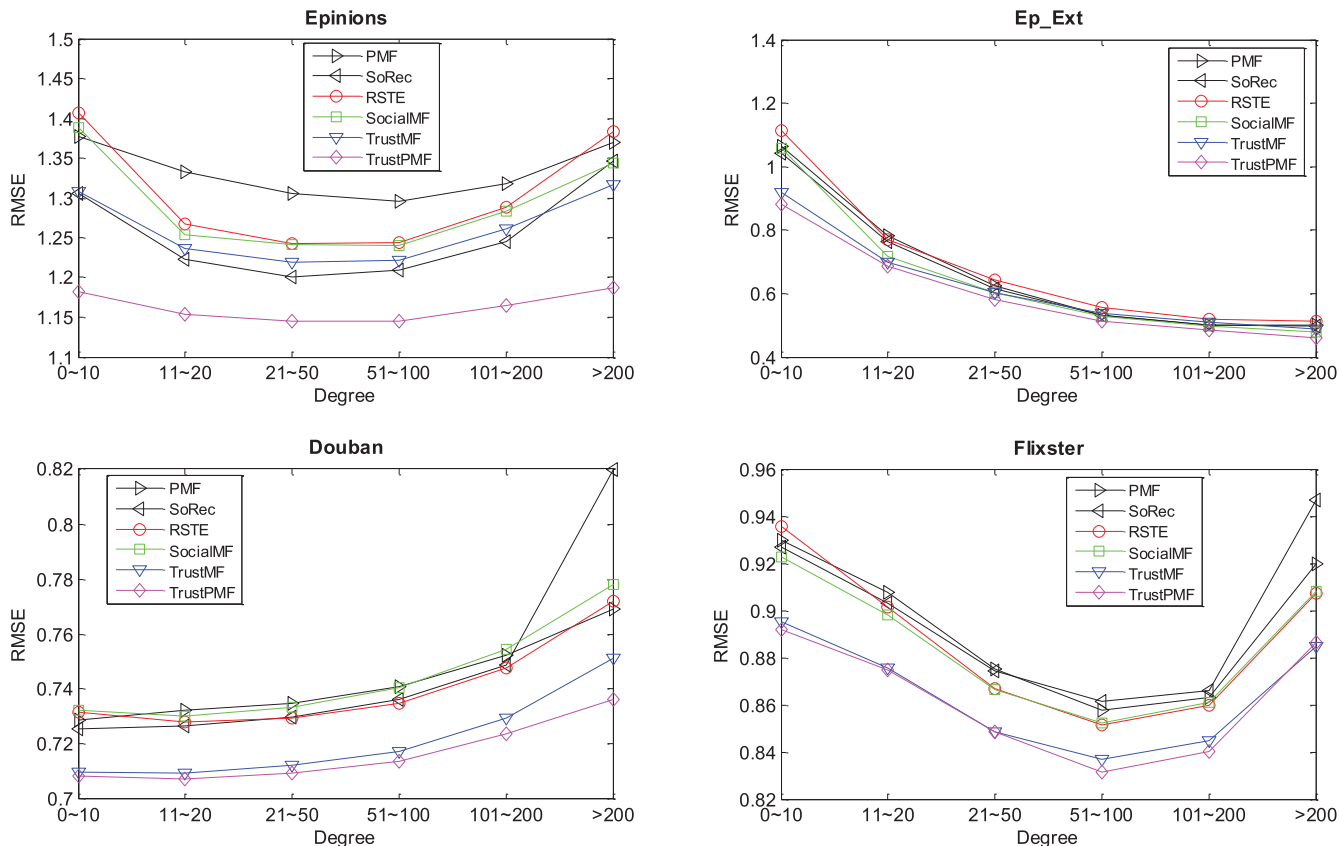 Epinions
1.5
1.45
1.4
1.35
1.3
1.25
1.2
1.15
1.1
RMSE
PMF
SoRec
RSTE
SocialMF
TrustMF
TrustPMF
0~10 11~20 21~50 51~100 101~200 >200
Degree
Ep_Ext
1.4
1.2
1
0.8
0.6
0.4
RMSE
PMF
SoRec
RSTE
SocialMF
TrustMF
TrustPMF
0~10 11~20 21~50 51~100 101~200 >200
Degree
Douban
0.82
0.8
0.78
0.76
0.74
0.72
0.7
RMSE
PMF
SoRec
RSTE
SocialMF
TrustMF
TrustPMF
0~10 11~20 21~50 51~100 101~200 >200
Degree
Flixster
0.96
0.94
0.92
0.9
0.88
0.86
0.84
0.82
RMSE
PMF
SoRec
RSTE
SocialMF
TrustMF
TrustPMF
0~10 11~20 21~50 51~100 101~200 >200
Degree